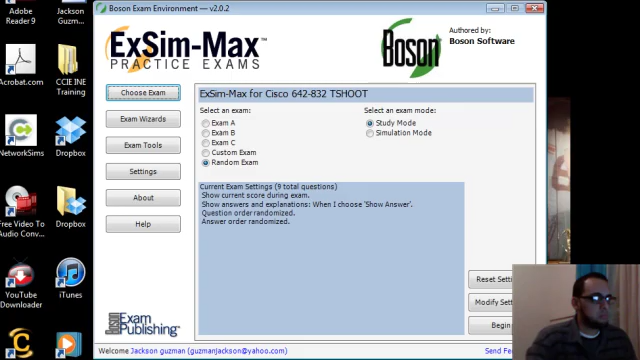 Adobe
Reader 9
Jackson
Guzm...
Acrobat.com
CCIE INE
Training
NetworkSims
Dropbox
Free Video To
Audio Conv...
Dropbox
YouTube
Downloader
iTunes
Boson Exam Environment -- v2.0.2
ExSim-Max™
PRACTICE EXAMS
Boson
Authored by:
Boson Software
Choose Exam
Exam Wizards
Exam Tools
Settings
About
Help
ExSim-Max for Cisco 642-832 TSHOOT
Select an exam:
Exam A
Exam B
Exam C
Custom Exam
Random Exam
Select an exam mode:
Study Mode
Simulation Mode
Current Exam Settings (9 total questions)
Show current score during exam.
Show answers and explanations: When I choose 'Show Answer'.
Question order randomized.
Answer order randomized.
Reset Setti
Modify Sett
Begin
Boson
Exam
Publishing™
Welcome Jackson guzman (guzmanjackson@yahoo.com)
Send Fe